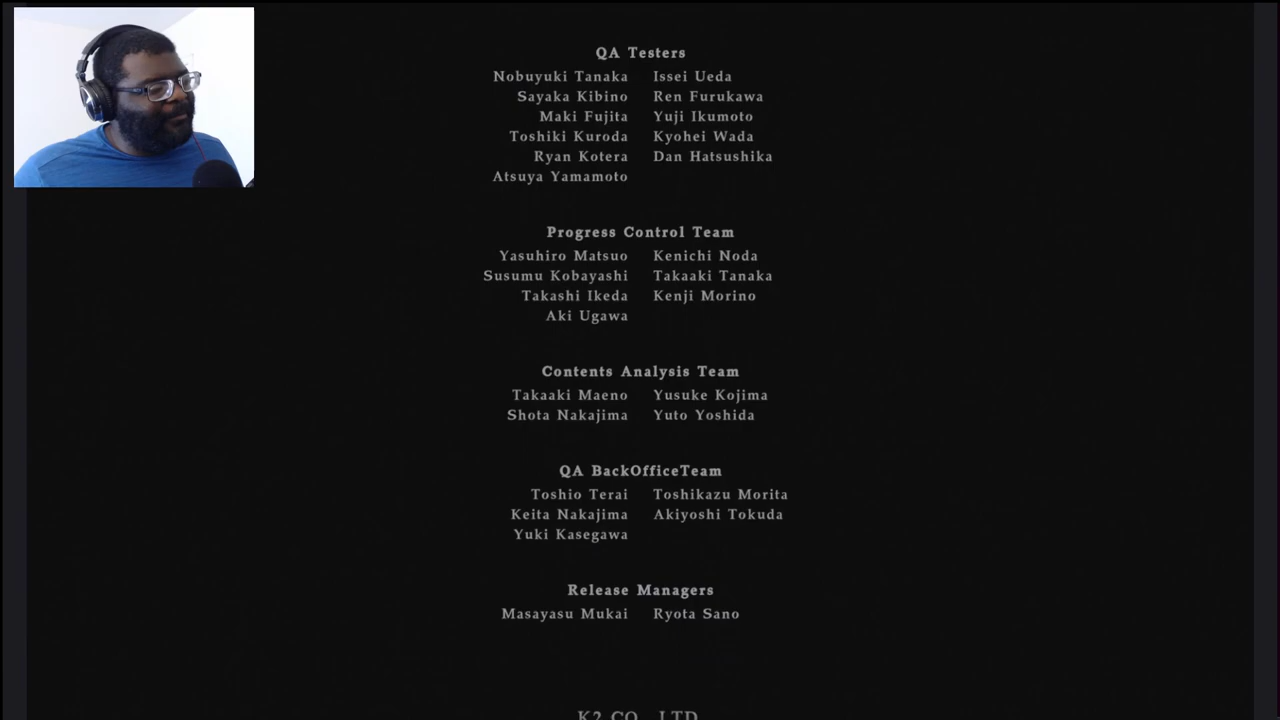 QA Testers
Nobuyuki Tanaka Issei Ueda
Sayaka Kibino Ren Furukawa
Maki Fujita Yuji Ikumoto
Toshiki Kuroda Kyohei Wada
Ryan Kotera Dan Hatsushika
Atsuya Yamamoto
Progress Control Team
Yasuhiro Matsuo Kenichi Noda
Susumu Kobayashi Takaaki Tanaka
Takashi Ikeda Kenji Morino
Aki Ugawa
Contents Analysis Team
Takaaki Maeno Yusuke Kojima
Shota Nakajima Yuto Yoshida
QA BackOfficeTeam
Toshio Terai Toshikazu Morita
Keita Nakajima Akiyoshi Tokuda
Yuki Kasegawa
Release Managers
Masayasu Mukai Ryota Sano
K2 CO., LTD.